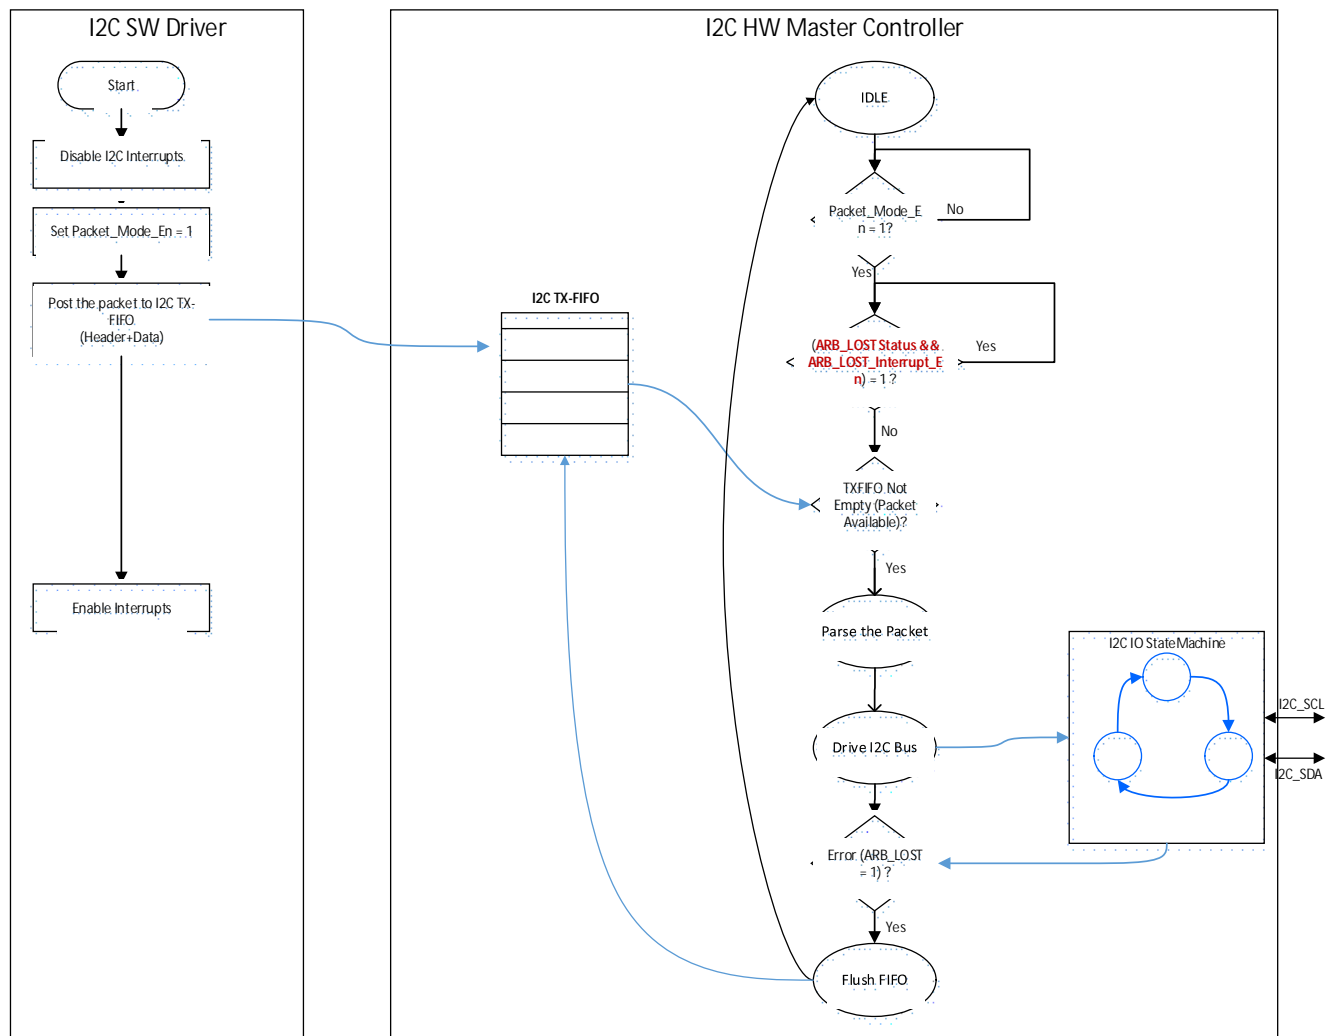 I2C SW Driver
Start
Disable I2C Interrupts
Set Packet_Mode_En = 1
Post the packet to I2C TX-
FIFO
(Header+Data)
Enable Interrupts
I2C HW Master Controller
IDLE
Packet_Mode_E
n = 1?
No
Yes
(ARB_LOST Status &&
ARB_LOST_Interrupt_E
n) = 1 ?
Yes
No
I2C TX-FIFO
TXFIFO Not
Empty (Packet
Available)?
Yes
Parse the Packet
Drive I2C Bus
I2C IO StateMachine
I2C_SCL
I2C_SDA
Error (ARB_LOST
= 1) ?
Yes
Flush FIFO